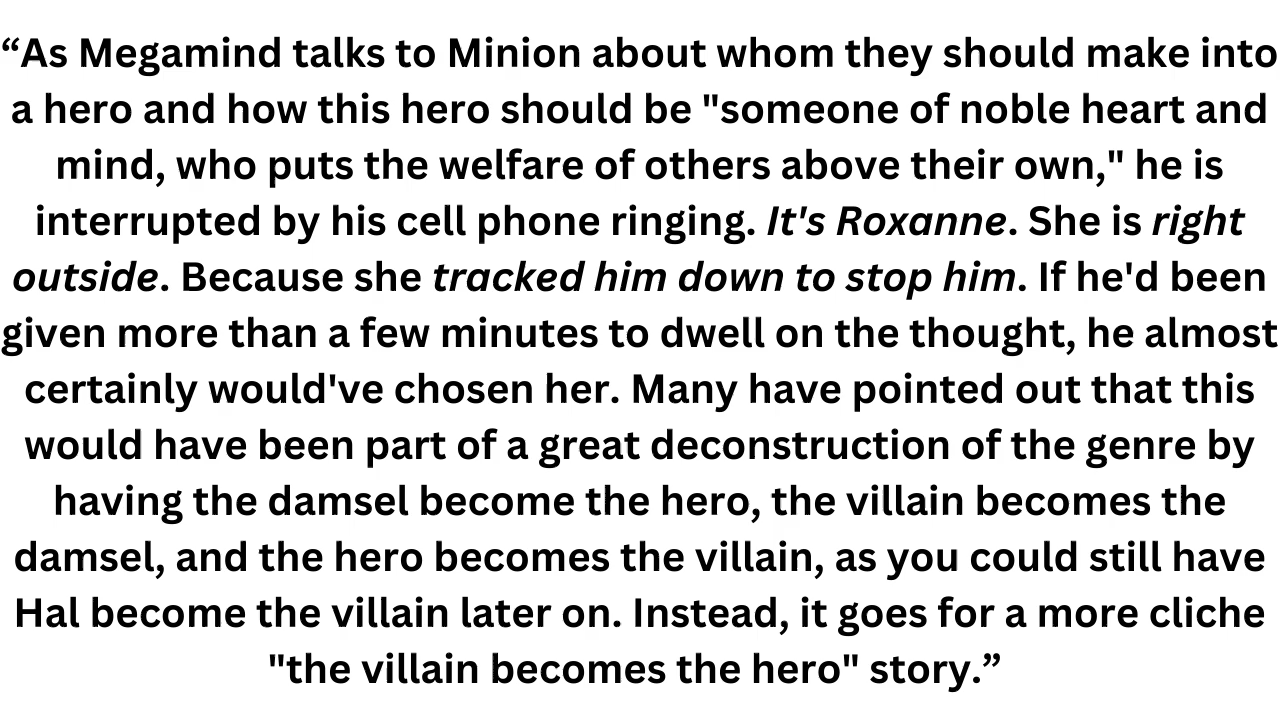 “As Megamind talks to Minion about whom they should make into
a hero and how this hero should be "someone of noble heart and
mind, who puts the welfare of others above their own," he is
interrupted by his cell phone ringing. It's Roxanne. She is right
outside. Because she tracked him down to stop him. If he'd been
given more than a few minutes to dwell on the thought, he almost
certainly would've chosen her. Many have pointed out that this
would have been part of a great deconstruction of the genre by
having the damsel become the hero, the villain becomes the
damsel, and the hero becomes the villain, as you could still have
Hal become the villain later on. Instead, it goes for a more cliche
"the villain becomes the hero" story.”